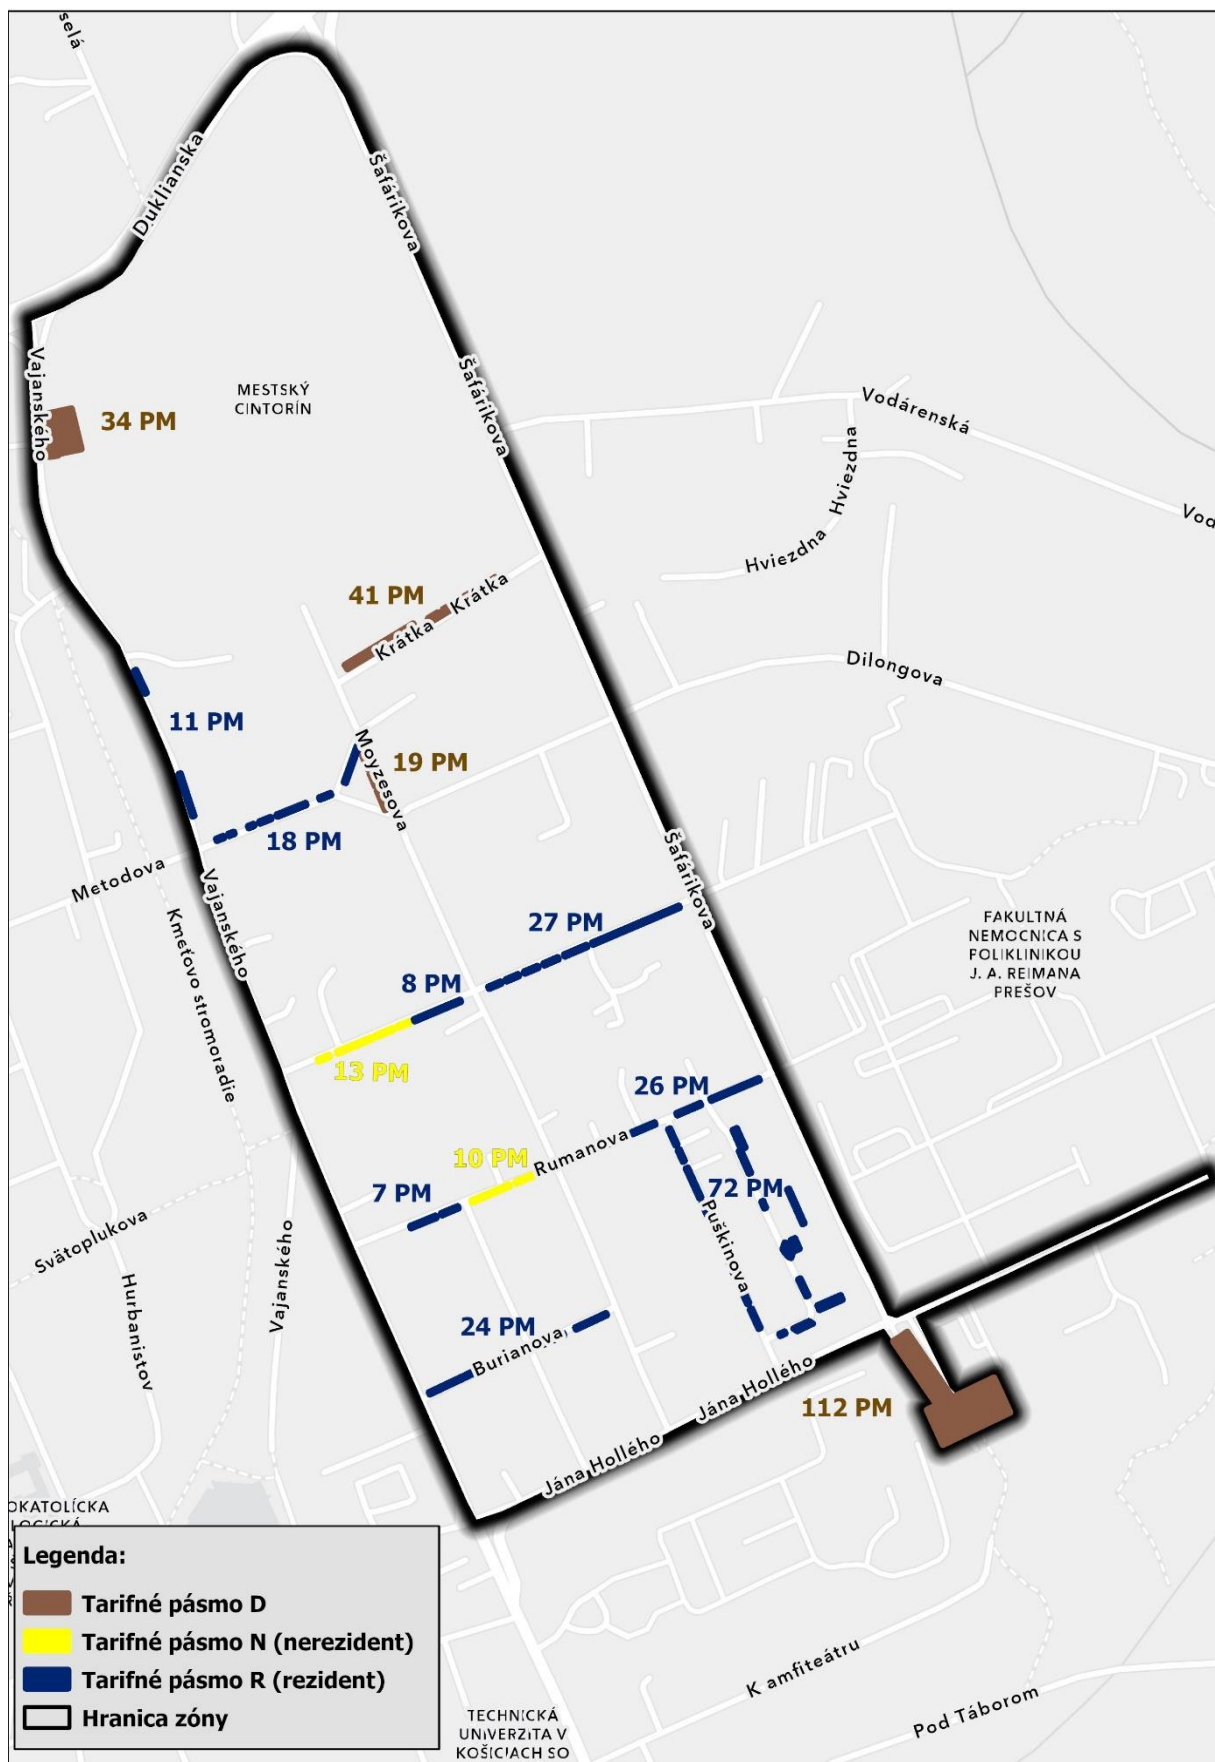 selá
Duklianska
Šafárikova
Vajanského
MESTSKÝ
CINTORÍN
34 PM
Šafárikova
Vodárenská
Hviezdna
Hviezdna
41 PM
Krátka
Krátka
Dilongova
11 PM
Moyzesova
19 PM
18 PM
Metodova
Vajanského
Kmeťovo stromoradie
Šafárikova
27 PM
FAKULTNÁ
NEMOCNICA S
POLIKLINIKOU
J. A. REIMANA
PREŠOV
8 PM
13 PM
26 PM
Rumanova
10 PM
7 PM
72 PM
Puškinova
Svätoplukova
Hurbanistov
Vajanského
24 PM
Burianova
Jána Hollého
Jána Hollého
112 PM
OKATOLÍCKA
Legenda:
Tarifné pásmo D
Tarifné pásmo N (nerezident)
Tarifné pásmo R (rezident)
Hranica zóny
K amfiteátru
Pod Táborom
TECHNICKÁ
UNIVERZITA V
KOŠICIACH SO